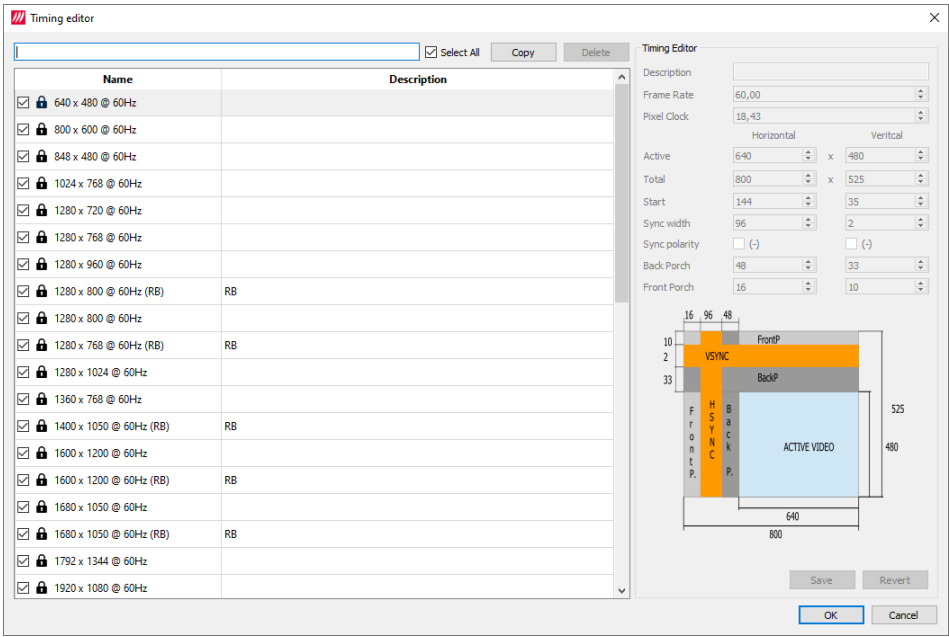 Timing editor
Select All Copy Delete
Name Description
640 x 480 @ 60Hz
800 x 600 @ 60Hz
848 x 480 @ 60Hz
1024 x 768 @ 60Hz
1280 x 720 @ 60Hz
1280 x 768 @ 60Hz
1280 x 960 @ 60Hz
1280 x 800 @ 60Hz (RB) RB
1280 x 800 @ 60Hz
1280 x 768 @ 60Hz (RB) RB
1280 x 1024 @ 60Hz
1360 x 768 @ 60Hz
1400 x 1050 @ 60Hz (RB) RB
1600 x 1200 @ 60Hz
1600 x 1200 @ 60Hz (RB) RB
1680 x 1050 @ 60Hz
1680 x 1050 @ 60Hz (RB) RB
1792 x 1344 @ 60Hz
1920 x 1080 @ 60Hz
Timing Editor
Description
Frame Rate 60,00
Pixel Clock 18,43
Horizontal Veritcal
Active 640 x 480
Total 800 x 525
Start 144 35
Sync width 96 2
Sync polarity (-) (-)
Back Porch 48 33
Front Porch 16 10
16 96 48
10 FrontP
2 VSYNC
33 BackP
Front P.
HSYNC
Back P.
ACTIVE VIDEO
525
480
640
800
Save Revert
OK Cancel